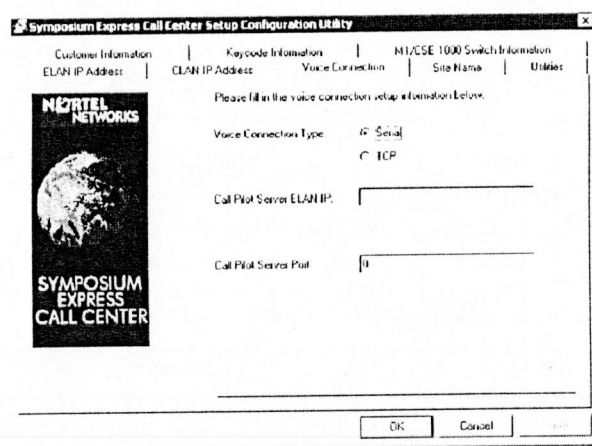 Symposium Express Call Center Setup Configuration Utility
Customer Information | Keycode Information | M1/CSE 1000 Switch Information
ELAN IP Address | CLAN IP Address | Voice Connection | Site Name | Utilities
NORTEL
NETWORKS
SYMPOSIUM
EXPRESS
CALL CENTER
Please fill in the voice connection setup information below.
Voice Connection Type
Serial
TCP
Call Pilot Server ELAN IP:
Call Pilot Server Port
0
OK
Cancel